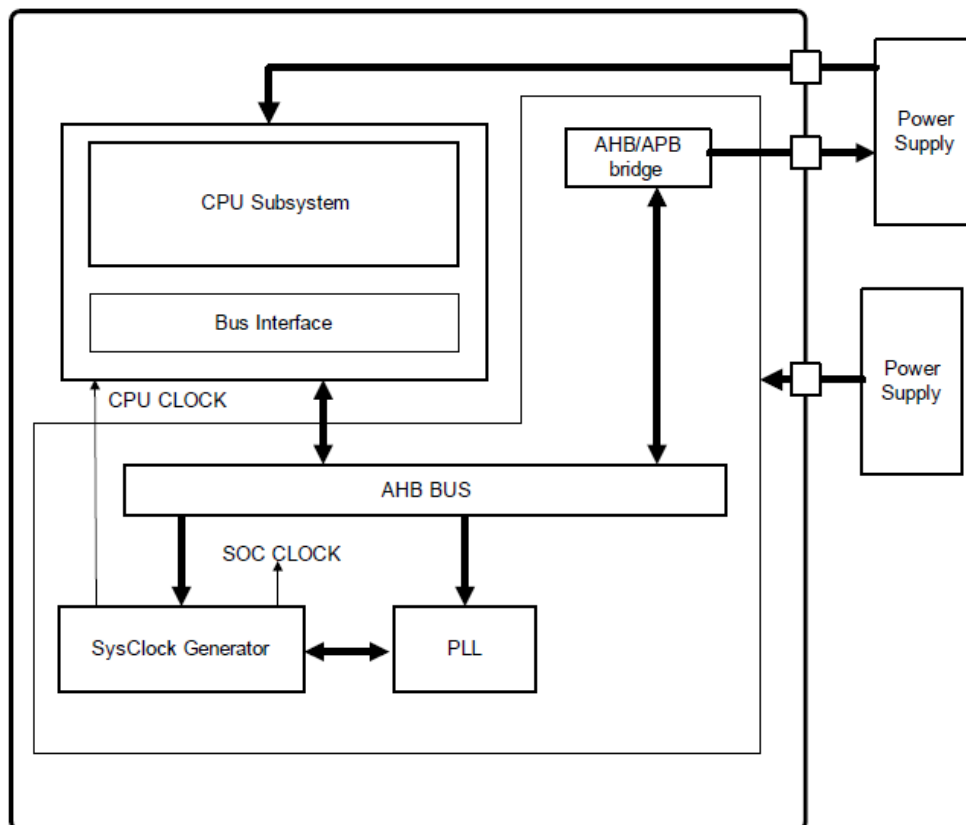 Power
Supply
AHB/APB
bridge
CPU Subsystem
Bus Interface
Power
Supply
CPU CLOCK
AHB BUS
SOC CLOCK
SysClock Generator
PLL